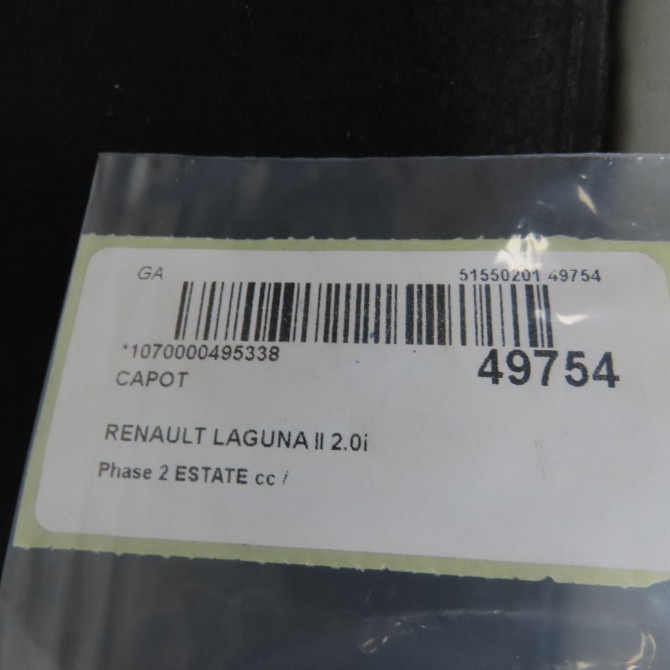 GA 51550201 49754
*1070000495338 49754
CAPOT
RENAULT LAGUNA II 2.0i
Phase 2 ESTATE cc /